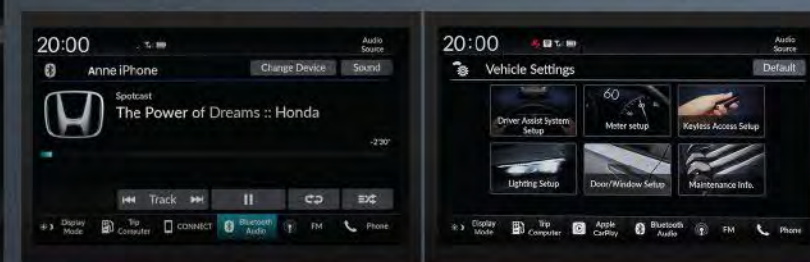 20:00
Audio
Source
Anne iPhone
Change Device
Sound
Spotcast
The Power of Dreams :: Honda
-2'30"
Track
Display
Mode
Trip
Computer
CONNECT
Bluetooth
Audio
FM
Phone
20:00
Audio
Source
Vehicle Settings
Default
Driver Assist System
Setup
60
Meter setup
Keyless Access Setup
Lighting Setup
Door/Window Setup
Maintenance Info.
Display
Mode
Trip
Computer
Apple
CarPlay
Bluetooth
Audio
FM
Phone